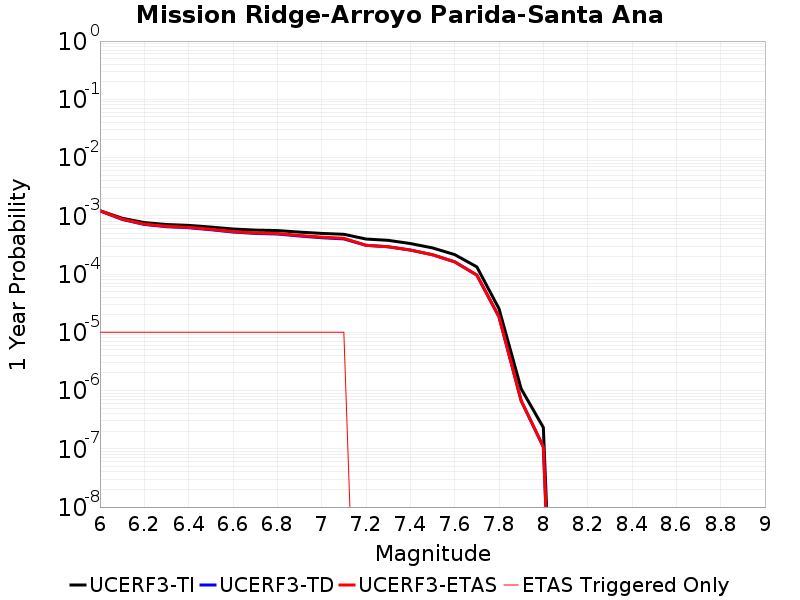 Mission Ridge-Arroyo Parida-Santa Ana
10^0
10^-1
10^-2
10^-3
10^-4
10^-5
10^-6
10^-7
10^-8
1 Year Probability
6 6.2 6.4 6.6 6.8 7 7.2 7.4 7.6 7.8 8 8.2 8.4 8.6 8.8 9
Magnitude
UCERF3-TI UCERF3-TD UCERF3-ETAS ETAS Triggered Only